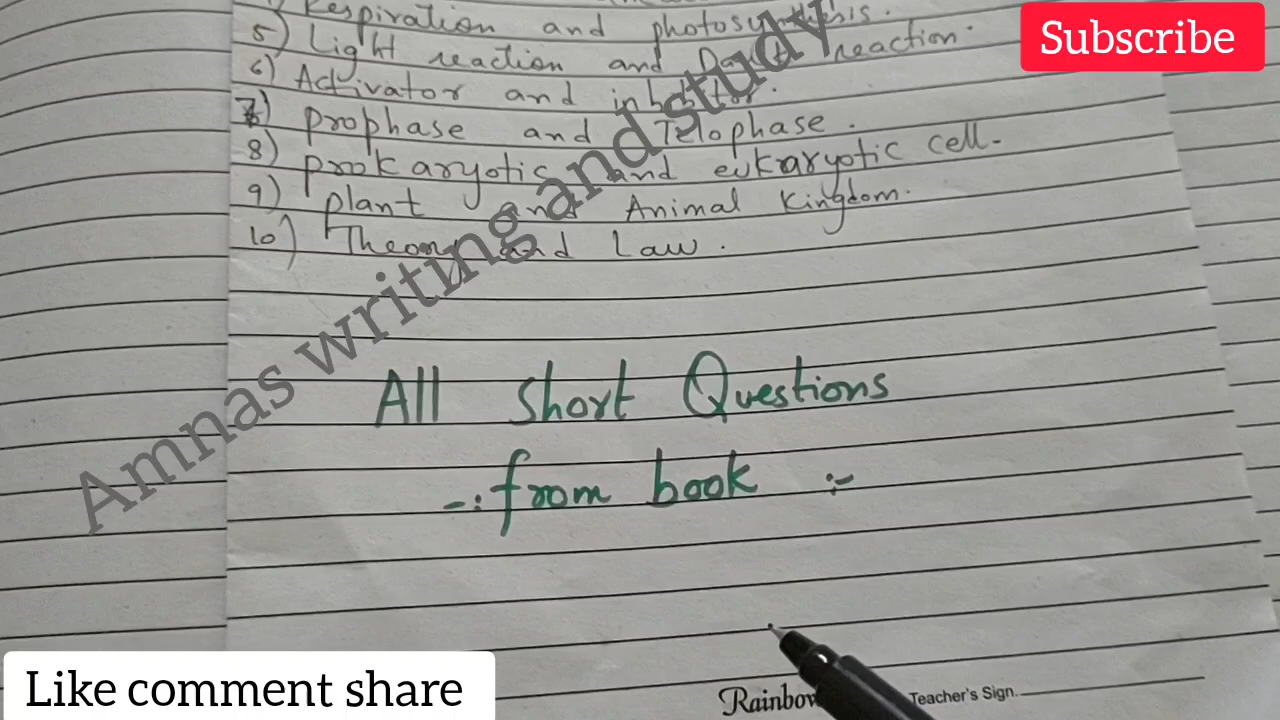 Respiration and photosynthesis.
5) Light reaction and Dark reaction.
6) Activator and inhibitor.
7) prophase and Telophase.
8) prokaryotic and eukaryotic cell.
9) plant and Animal Kingdom.
10) Theory and Law.
All Short Questions
-: from book :-
Amnas writing and study
Subscribe
Like comment share
Rainbow
Teacher's Sign.